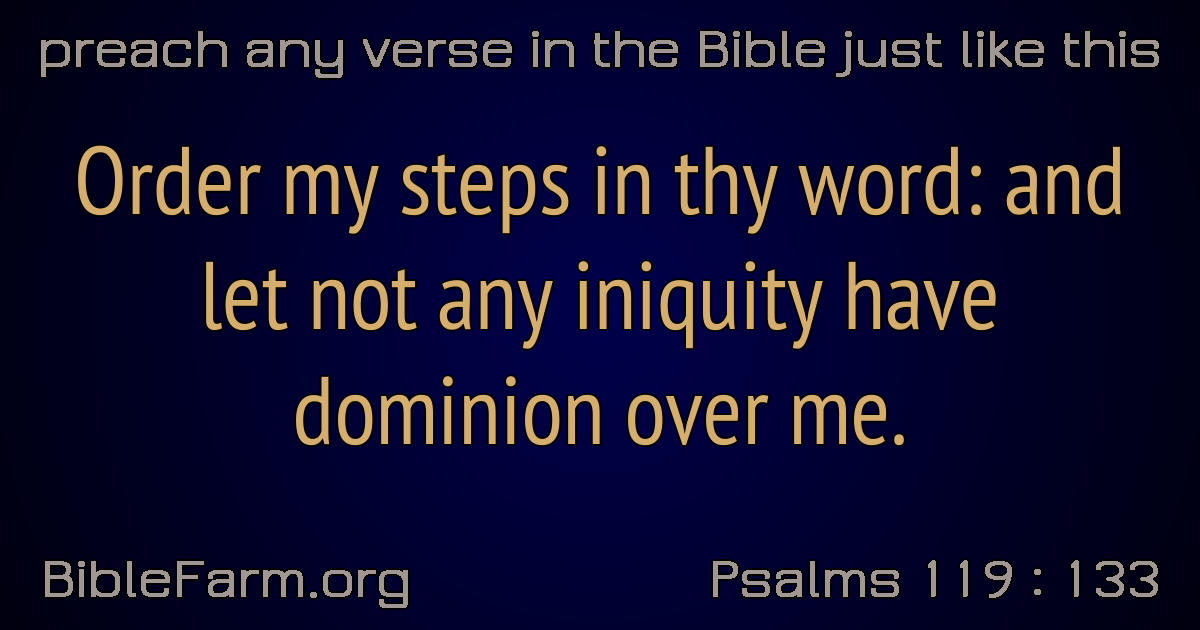 preach any verse in the Bible just like this
Order my steps in thy word: and
let not any iniquity have
dominion over me.
BibleFarm.org
Psalms 119 : 133